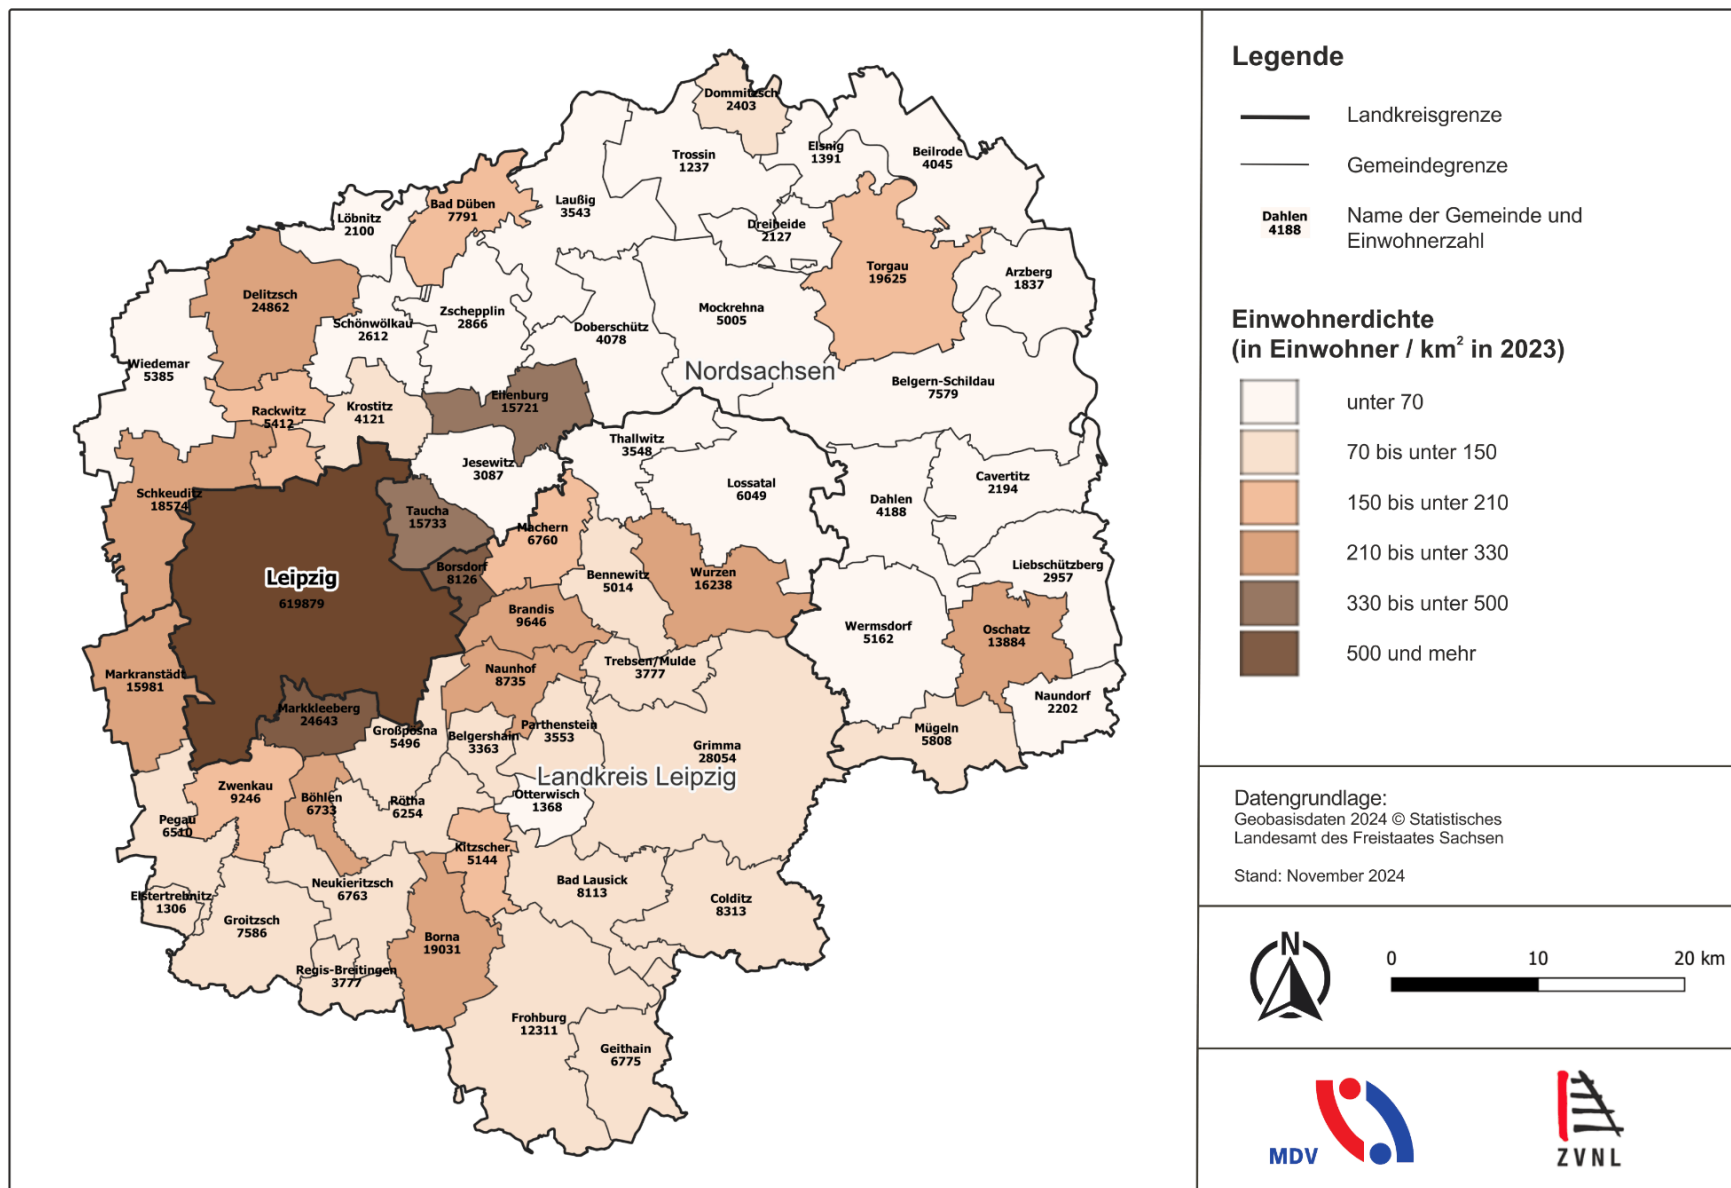 Dommitzsch
2403
Trossin
1237
Elsnig
1391
Beilrode
4045
Laußig
3543
Bad Düben
7791
Löbnitz
2100
Dreiheide
2127
Torgau
19625
Arzberg
1837
Delitzsch
24862
Schönwölkau
2612
Zschepplin
2866
Doberschütz
4078
Mockrehna
5005
Wiedemar
5385
Nordsachsen
Belgern-Schildau
7579
Rackwitz
5412
Krostitz
4121
Eilenburg
15721
Thallwitz
3548
Jesewitz
3087
Lossatal
6049
Dahlen
4188
Cavertitz
2194
Schkeuditz
18574
Taucha
15733
Machern
6760
Leipzig
619879
Borsdorf
8126
Bennewitz
5014
Wurzen
16238
Liebschützberg
2957
Brandis
9646
Wermsdorf
5162
Oschatz
13884
Markranstädt
15981
Naunhof
8735
Trebsen/Mulde
3777
Naundorf
2202
Markkleeberg
24643
Großpösna
5496
Belgershain
3363
Parthenstein
3553
Grimma
28054
Mügeln
5808
Landkreis Leipzig
Zwenkau
9246
Böhlen
6733
Rötha
6254
Otterwisch
1368
Pegau
6510
Kitzscher
5144
Elstertrebnitz
1306
Neukieritzsch
6763
Bad Lausick
8113
Colditz
8313
Groitzsch
7586
Borna
19031
Regis-Breitingen
3777
Frohburg
12311
Geithain
6775
Legende
Landkreisgrenze
Gemeindegrenze
Dahlen
4188
Name der Gemeinde und
Einwohnerzahl
Einwohnerdichte
(in Einwohner / km² in 2023)
unter 70
70 bis unter 150
150 bis unter 210
210 bis unter 330
330 bis unter 500
500 und mehr
Datengrundlage:
Geobasisdaten 2024 © Statistisches
Landesamt des Freistaates Sachsen
Stand: November 2024
N
0 10 20 km
MDV
ZVNL